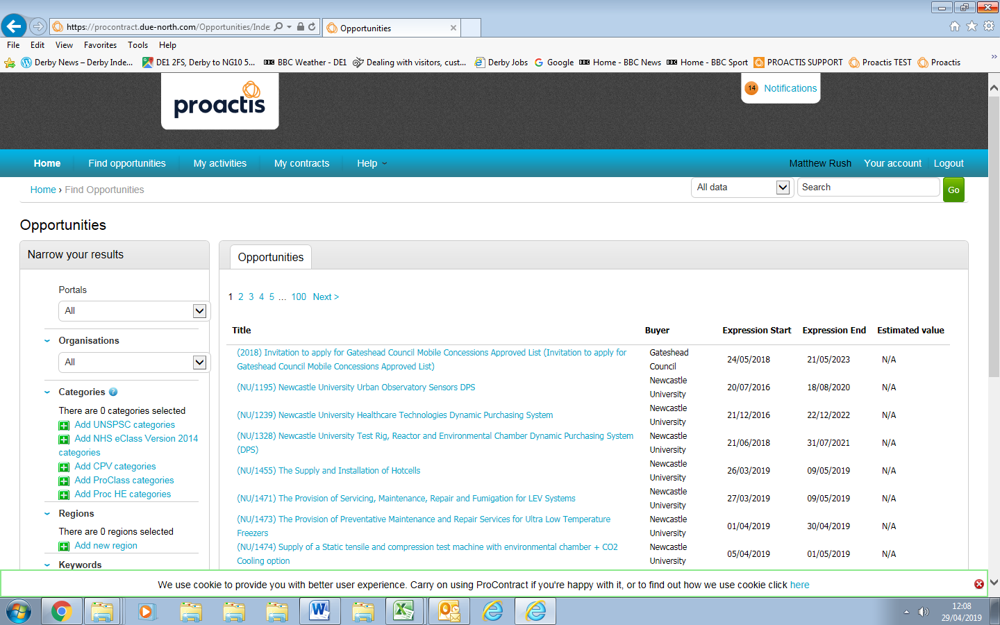 https://procontract.due-north.com/Opportunities/Inde:
Opportunities
File Edit View Favorites Tools Help
Derby News – Derby Inde...
DE1 2FS, Derby to NG10 5...
BBC Weather - DE1
Dealing with visitors, cust...
Derby Jobs
Google
Home - BBC News
Home - BBC Sport
PROACTIS SUPPORT
Proactis TEST
Proactis
proactis
14 Notifications
Home Find opportunities My activities My contracts Help
Matthew Rush Your account Logout
Home › Find Opportunities
All data
Search
Go
Opportunities
Narrow your results
Portals
All
Organisations
All
Categories ?
There are 0 categories selected
Add UNSPSC categories
Add NHS eClass Version 2014
categories
Add CPV categories
Add ProClass categories
Add Proc HE categories
Regions
There are 0 regions selected
Add new region
Keywords
Opportunities
1 2 3 4 5 ... 100 Next >
Title Buyer Expression Start Expression End Estimated value
(2018) Invitation to apply for Gateshead Council Mobile Concessions Approved List (Invitation to apply for
Gateshead Council Mobile Concessions Approved List)
Gateshead
Council
24/05/2018 21/05/2023 N/A
(NU/1195) Newcastle University Urban Observatory Sensors DPS
Newcastle
University
20/07/2016 18/08/2020 N/A
(NU/1239) Newcastle University Healthcare Technologies Dynamic Purchasing System
Newcastle
University
21/12/2016 22/12/2022 N/A
(NU/1328) Newcastle University Test Rig, Reactor and Environmental Chamber Dynamic Purchasing System
(DPS)
Newcastle
University
21/06/2018 31/07/2021 N/A
(NU/1455) The Supply and Installation of Hotcells
Newcastle
University
26/03/2019 09/05/2019 N/A
(NU/1471) The Provision of Servicing, Maintenance, Repair and Fumigation for LEV Systems
Newcastle
University
27/03/2019 09/05/2019 N/A
(NU/1473) The Provision of Preventative Maintenance and Repair Services for Ultra Low Temperature
Freezers
Newcastle
University
01/04/2019 30/04/2019 N/A
(NU/1474) Supply of a Static tensile and compression test machine with environmental chamber + CO2
Cooling option
Newcastle
University
05/04/2019 01/05/2019 N/A
We use cookie to provide you with better user experience. Carry on using ProContract if you're happy with it, or to find out how we use cookie click here
12:08
29/04/2019